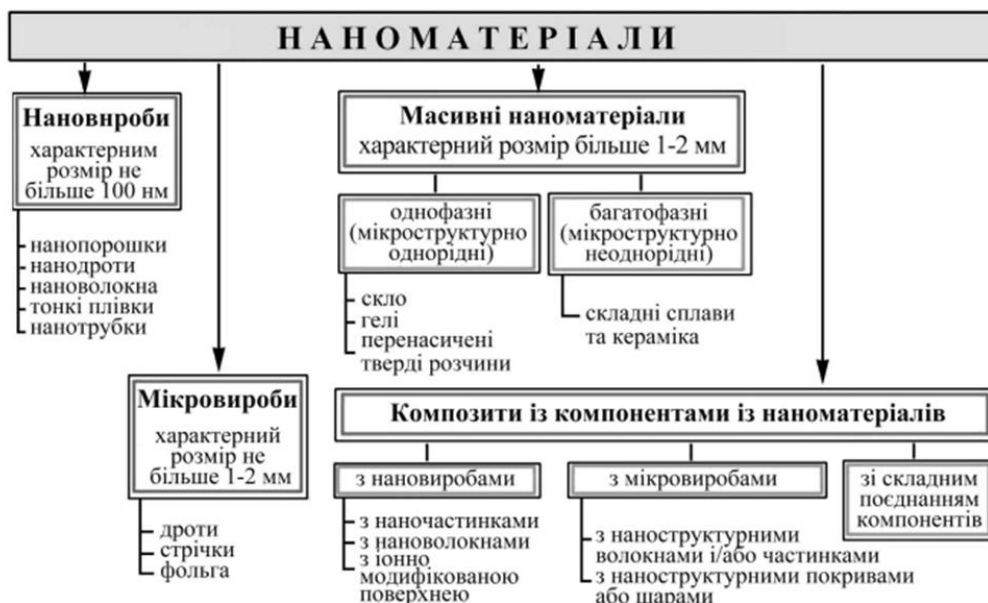 НАНОМАТЕРІАЛИ
Нановироби
характерним
розмір не
більше 100 нм
нанопорошки
нанодроти
нановолокна
тонкі плівки
нанотрубки
Мікровироби
характерний
розмір не
більше 1-2 мм
дроти
стрічки
фольга
Масивні наноматеріали
характерний розмір більше 1-2 мм
однофазні
(мікроструктурно
однорідні)
скло
гелі
перенасичені
тверді розчини
багатофазні
(мікроструктурно
неоднорідні)
складні сплави
та кераміка
Композити із компонентами із наноматеріалів
з нановиробами
з наночастинками
з нановолокнами
з іонно
модифікованою
поверхнею
з мікровиробами
з наноструктурними
волокнами і/або частинками
з наноструктурними покривами
або шарами
зі складним
поєднанням
компонентів